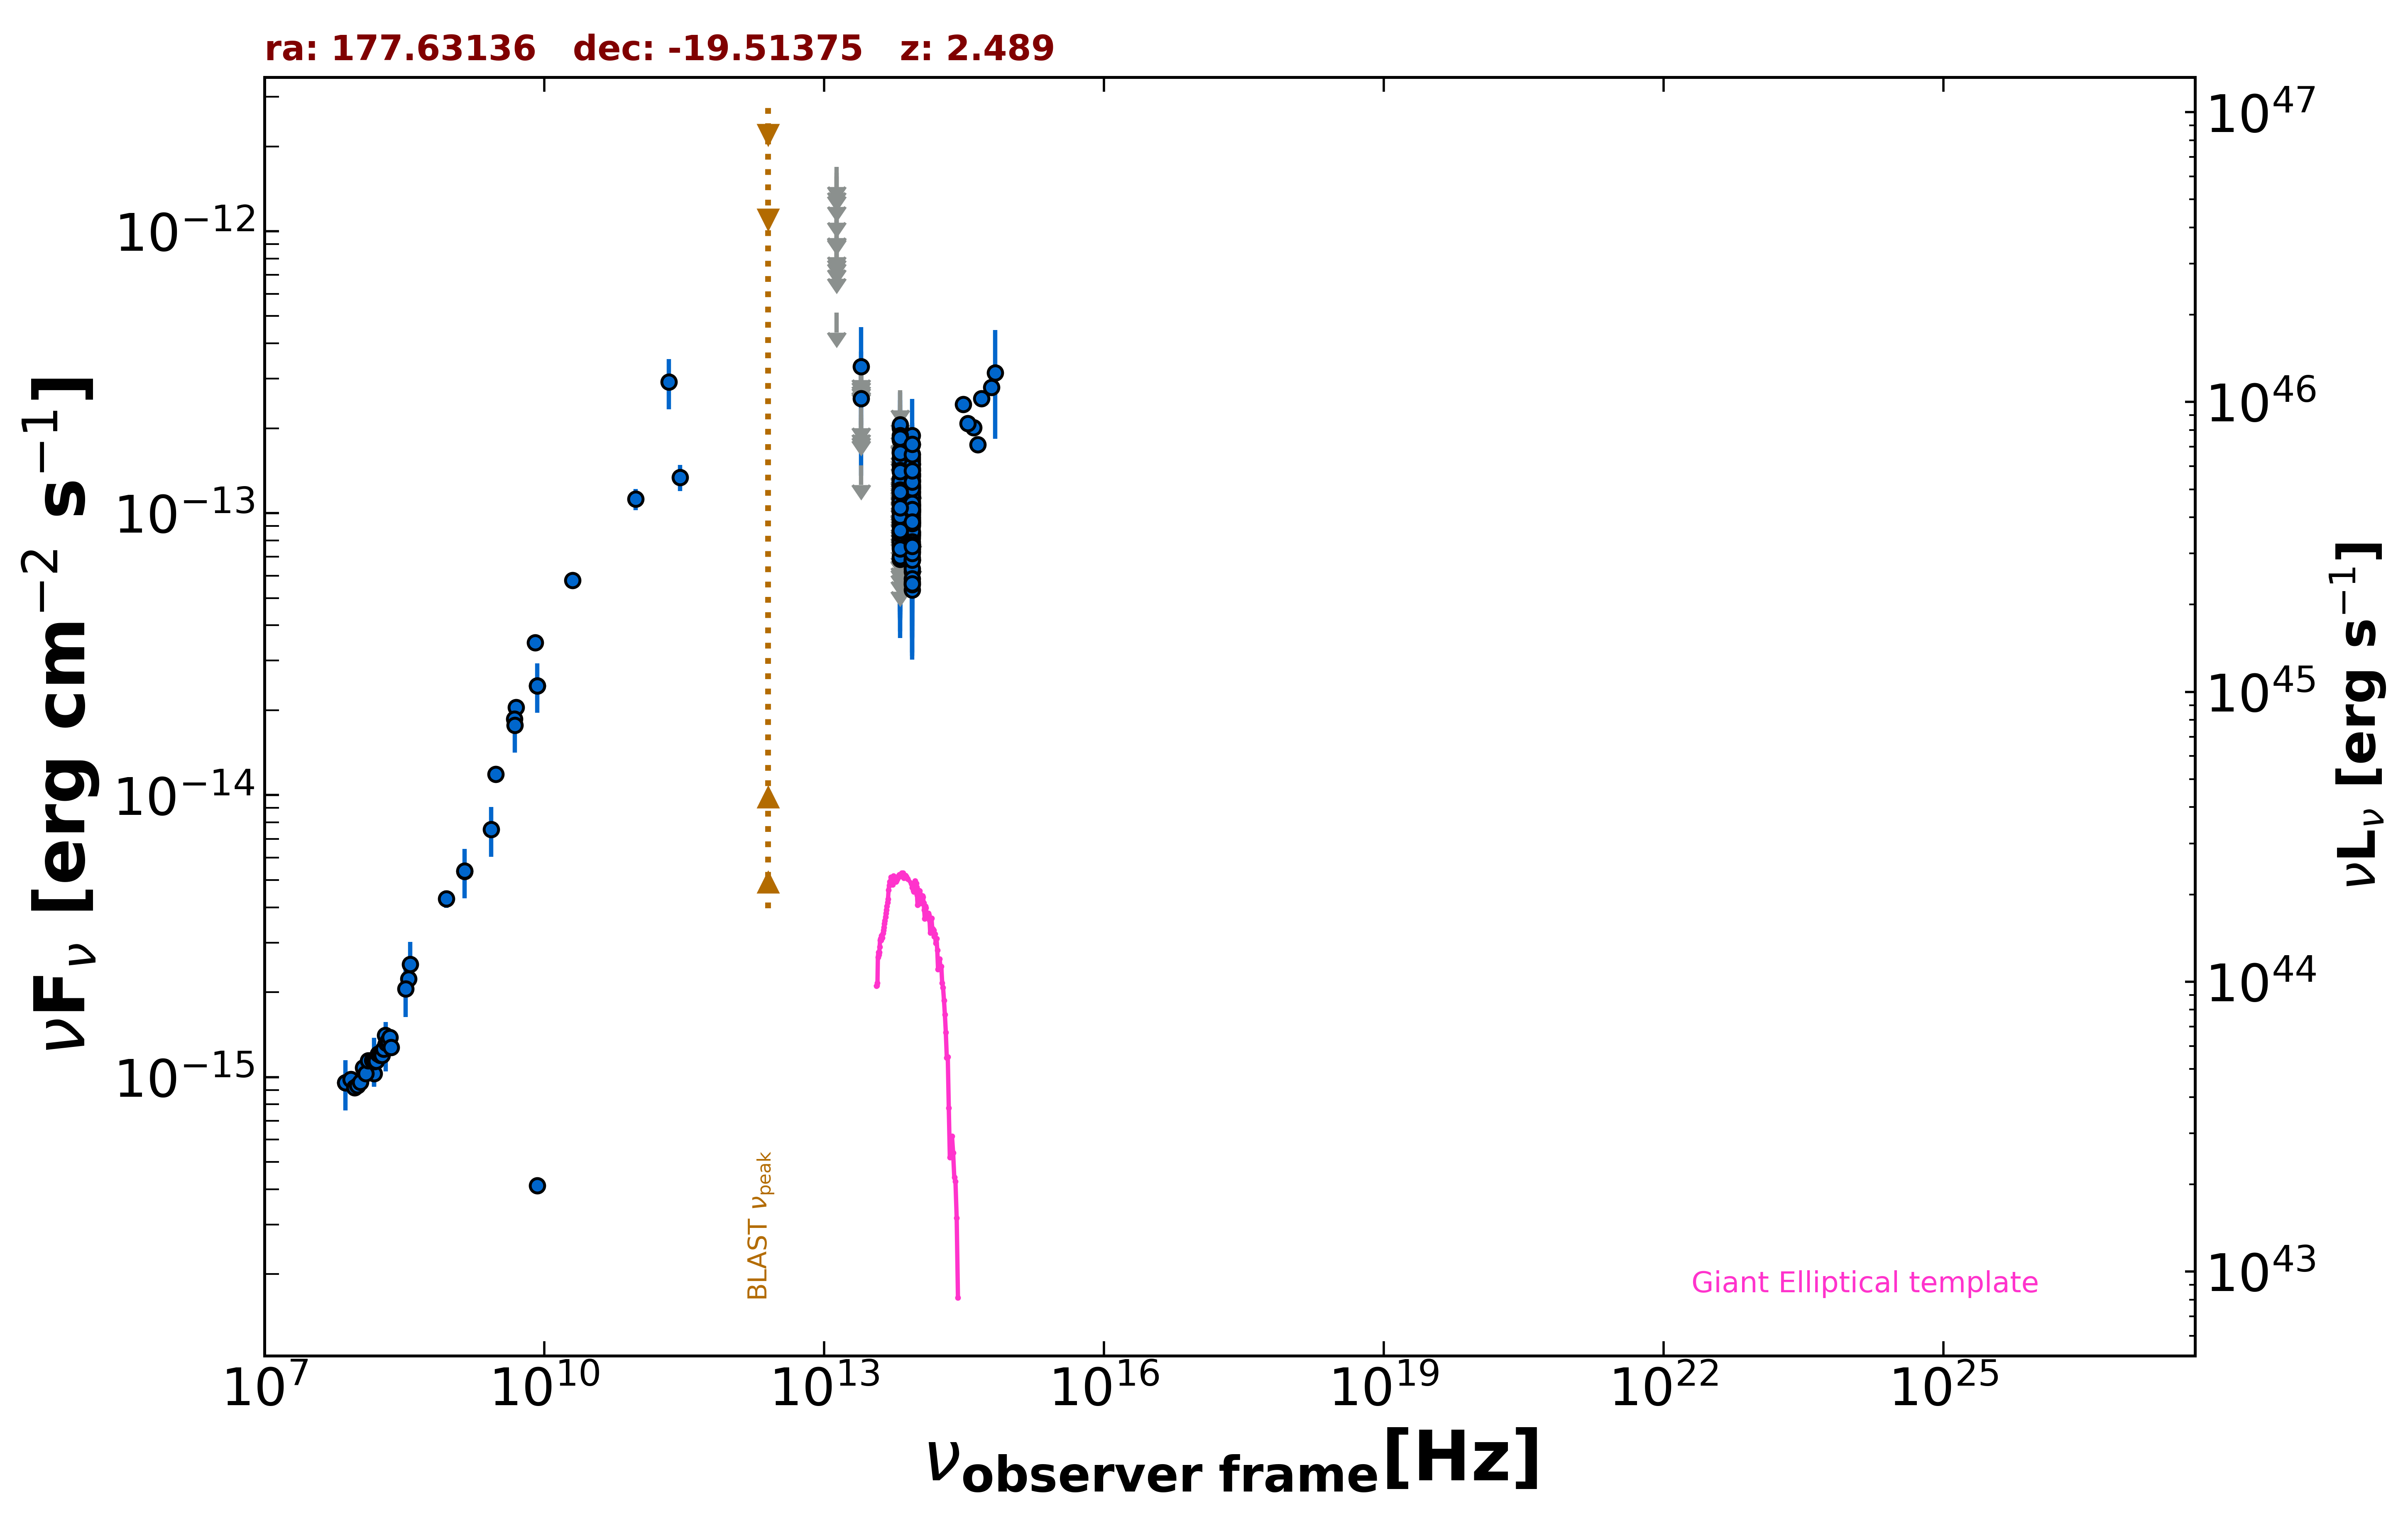 ra: 177.63136 dec: -19.51375 z: 2.489
10^47
10^-12
10^46
10^-13
νF_ν [erg cm^-2 s^-1]
10^45
νL_ν [erg s^-1]
10^-14
10^44
10^-15
BLAST ν_peak
10^43
Giant Elliptical template
10^7 10^10 10^13 10^16 10^19 10^22 10^25
ν_observer frame [Hz]